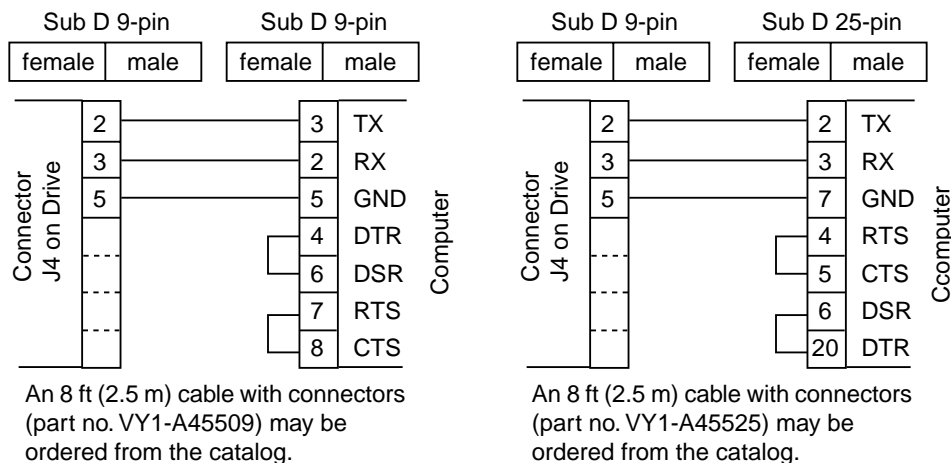 Sub D 9-pin Sub D 9-pin
female male female male
Connector
J4 on Drive
2 3 TX
3 2 RX
5 5 GND
4 DTR
6 DSR
7 RTS
8 CTS
Computer
An 8 ft (2.5 m) cable with connectors
(part no. VY1-A45509) may be
ordered from the catalog.
Sub D 9-pin Sub D 25-pin
female male female male
Connector
J4 on Drive
2 2 TX
3 3 RX
5 7 GND
4 RTS
5 CTS
6 DSR
20 DTR
Ccomputer
An 8 ft (2.5 m) cable with connectors
(part no. VY1-A45525) may be
ordered from the catalog.